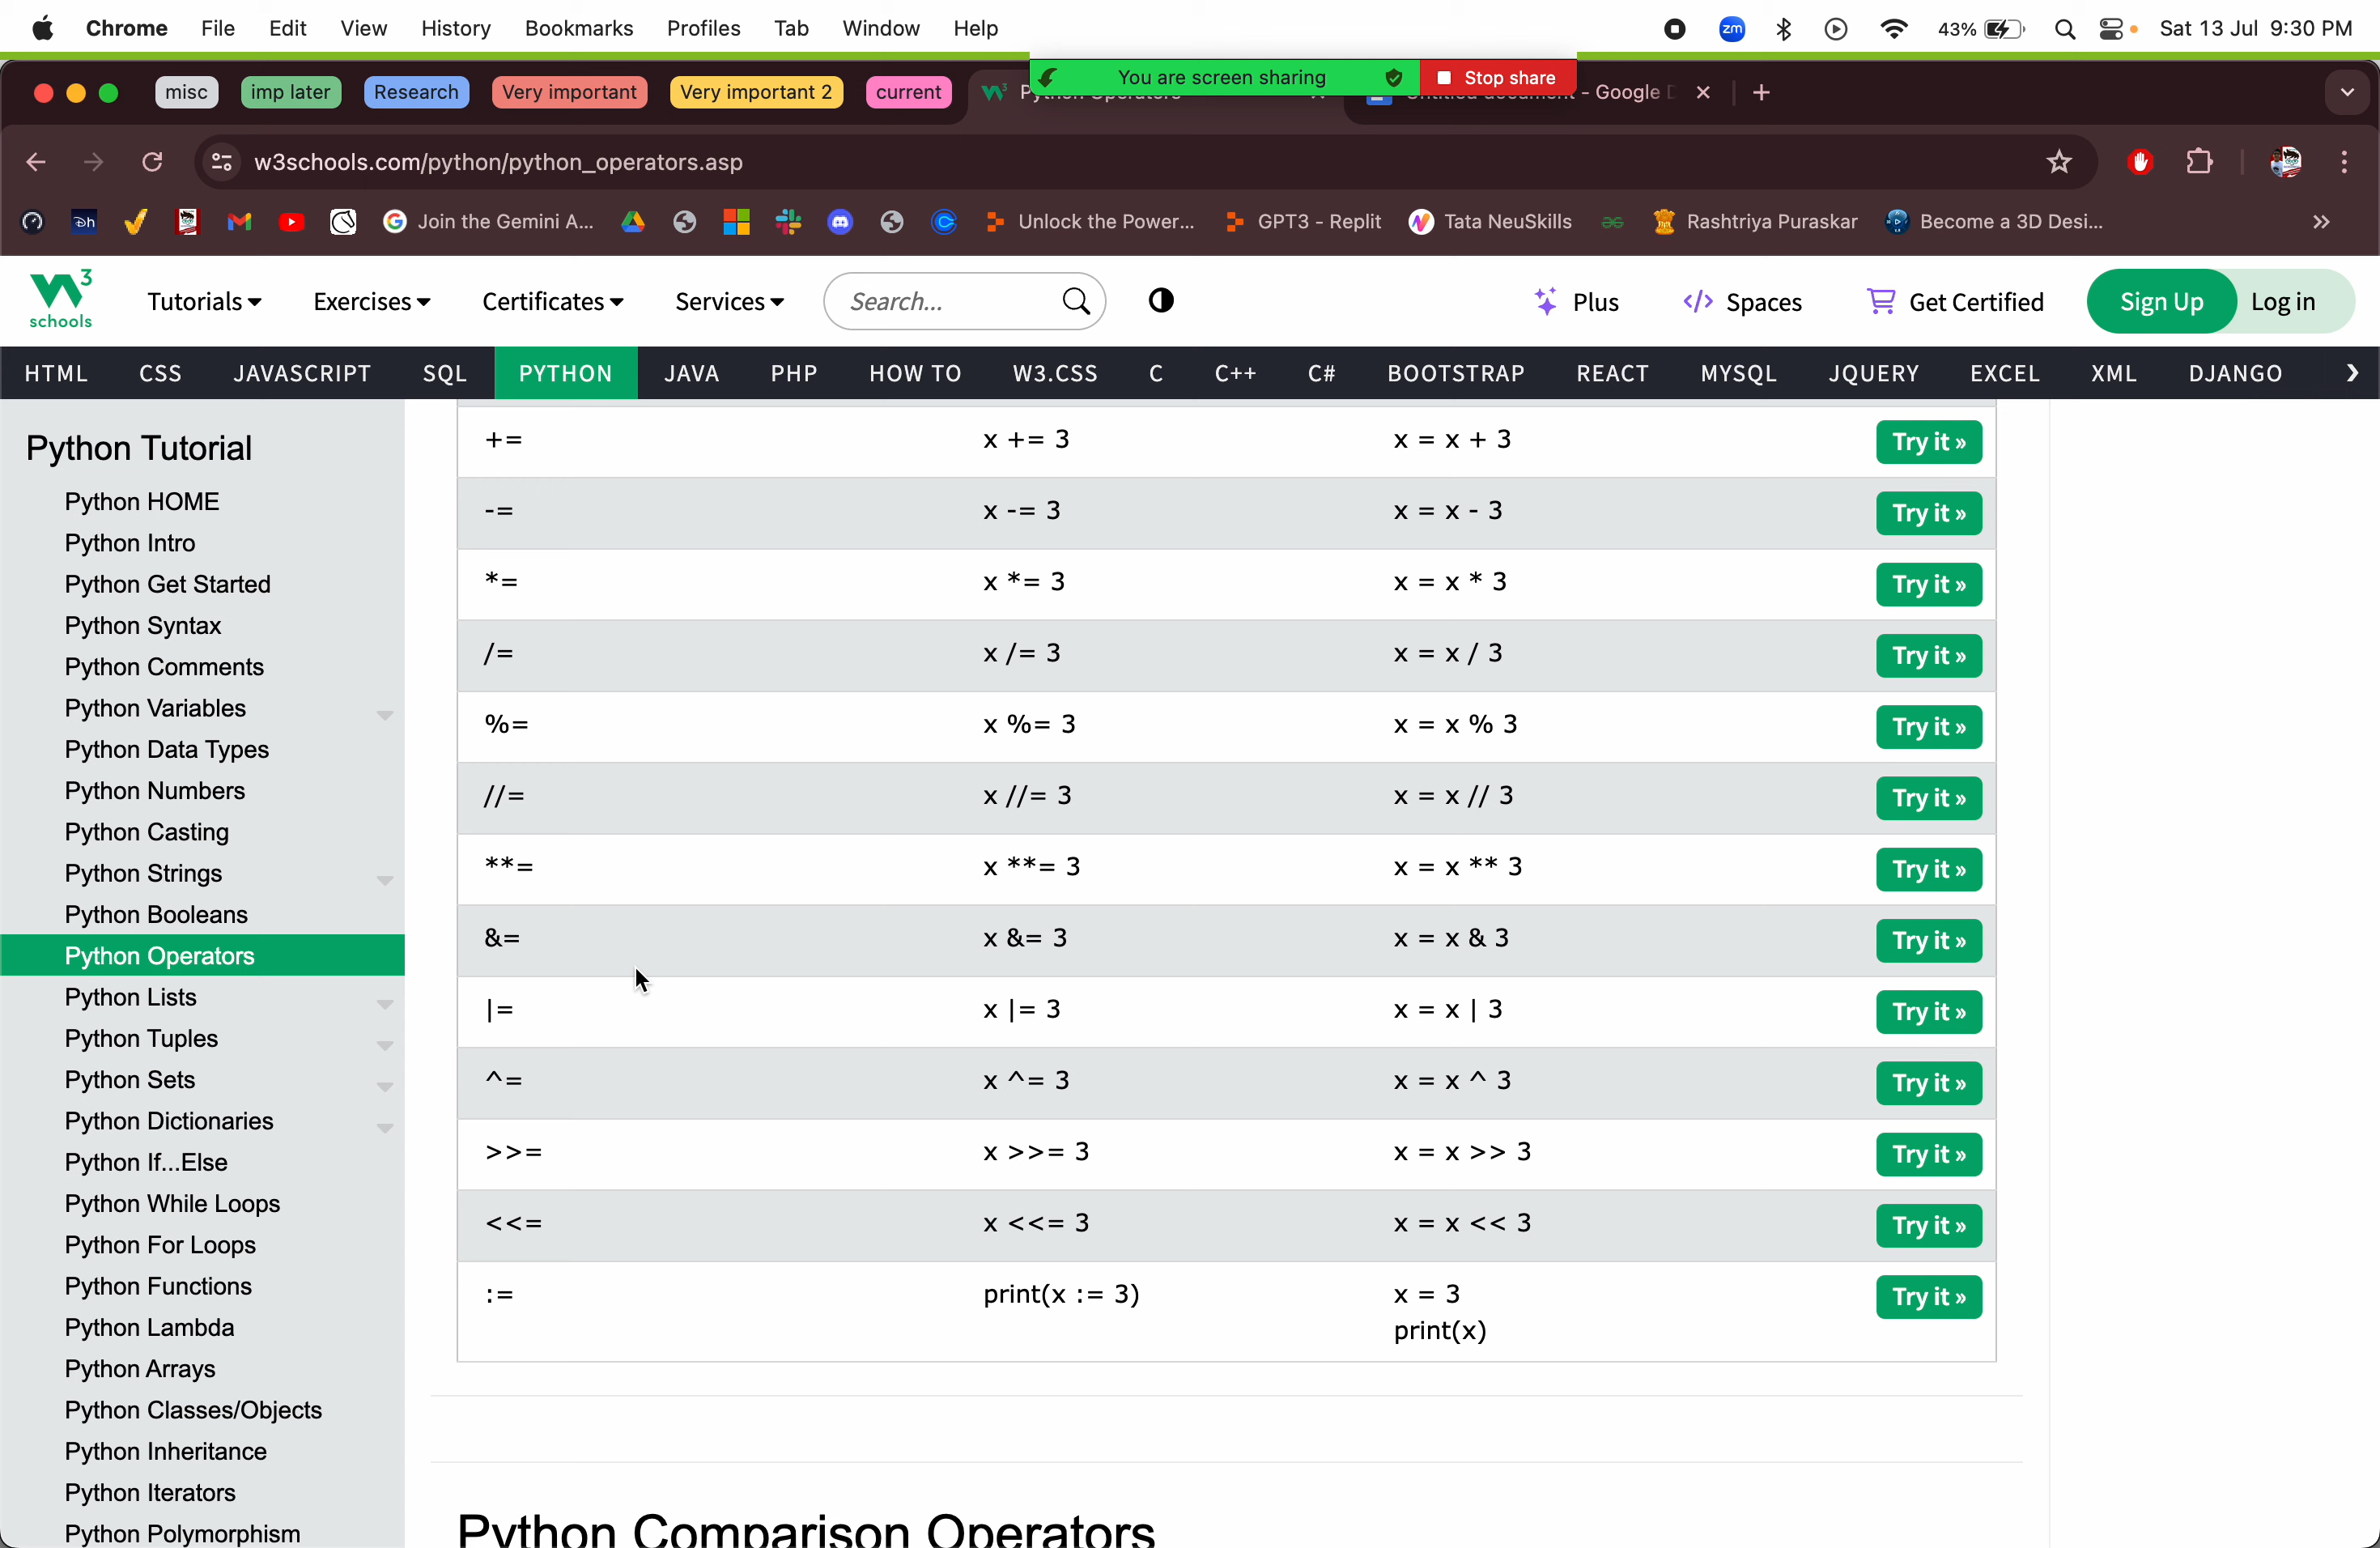 Chrome File Edit View History Bookmarks Profiles Tab Window Help
zm 43% Sat 13 Jul 9:30 PM
You are screen sharing Stop share
misc imp later Research Very important Very important 2 current - Google
w3schools.com/python/python_operators.asp
Join the Gemini A... Unlock the Power... GPT3 - Replit Tata NeuSkills Rashtriya Puraskar Become a 3D Desi...
W3 schools Tutorials Exercises Certificates Services Search... Plus Spaces Get Certified Sign Up Log in
HTML CSS JAVASCRIPT SQL PYTHON JAVA PHP HOW TO W3.CSS C C++ C# BOOTSTRAP REACT MYSQL JQUERY EXCEL XML DJANGO ❯
Python Tutorial
Python HOME
Python Intro
Python Get Started
Python Syntax
Python Comments
Python Variables
Python Data Types
Python Numbers
Python Casting
Python Strings
Python Booleans
Python Operators
Python Lists
Python Tuples
Python Sets
Python Dictionaries
Python If...Else
Python While Loops
Python For Loops
Python Functions
Python Lambda
Python Arrays
Python Classes/Objects
Python Inheritance
Python Iterators
Python Polymorphism
+= x += 3 x = x + 3 Try it »
-= x -= 3 x = x - 3 Try it »
*= x *= 3 x = x * 3 Try it »
/= x /= 3 x = x / 3 Try it »
%= x %= 3 x = x % 3 Try it »
//= x //= 3 x = x // 3 Try it »
**= x **= 3 x = x ** 3 Try it »
&= x &= 3 x = x & 3 Try it »
|= x |= 3 x = x | 3 Try it »
^= x ^= 3 x = x ^ 3 Try it »
>>= x >>= 3 x = x >> 3 Try it »
<<= x <<= 3 x = x << 3 Try it »
:= print(x := 3) x = 3 Try it »
print(x)
Python Comparison Operators